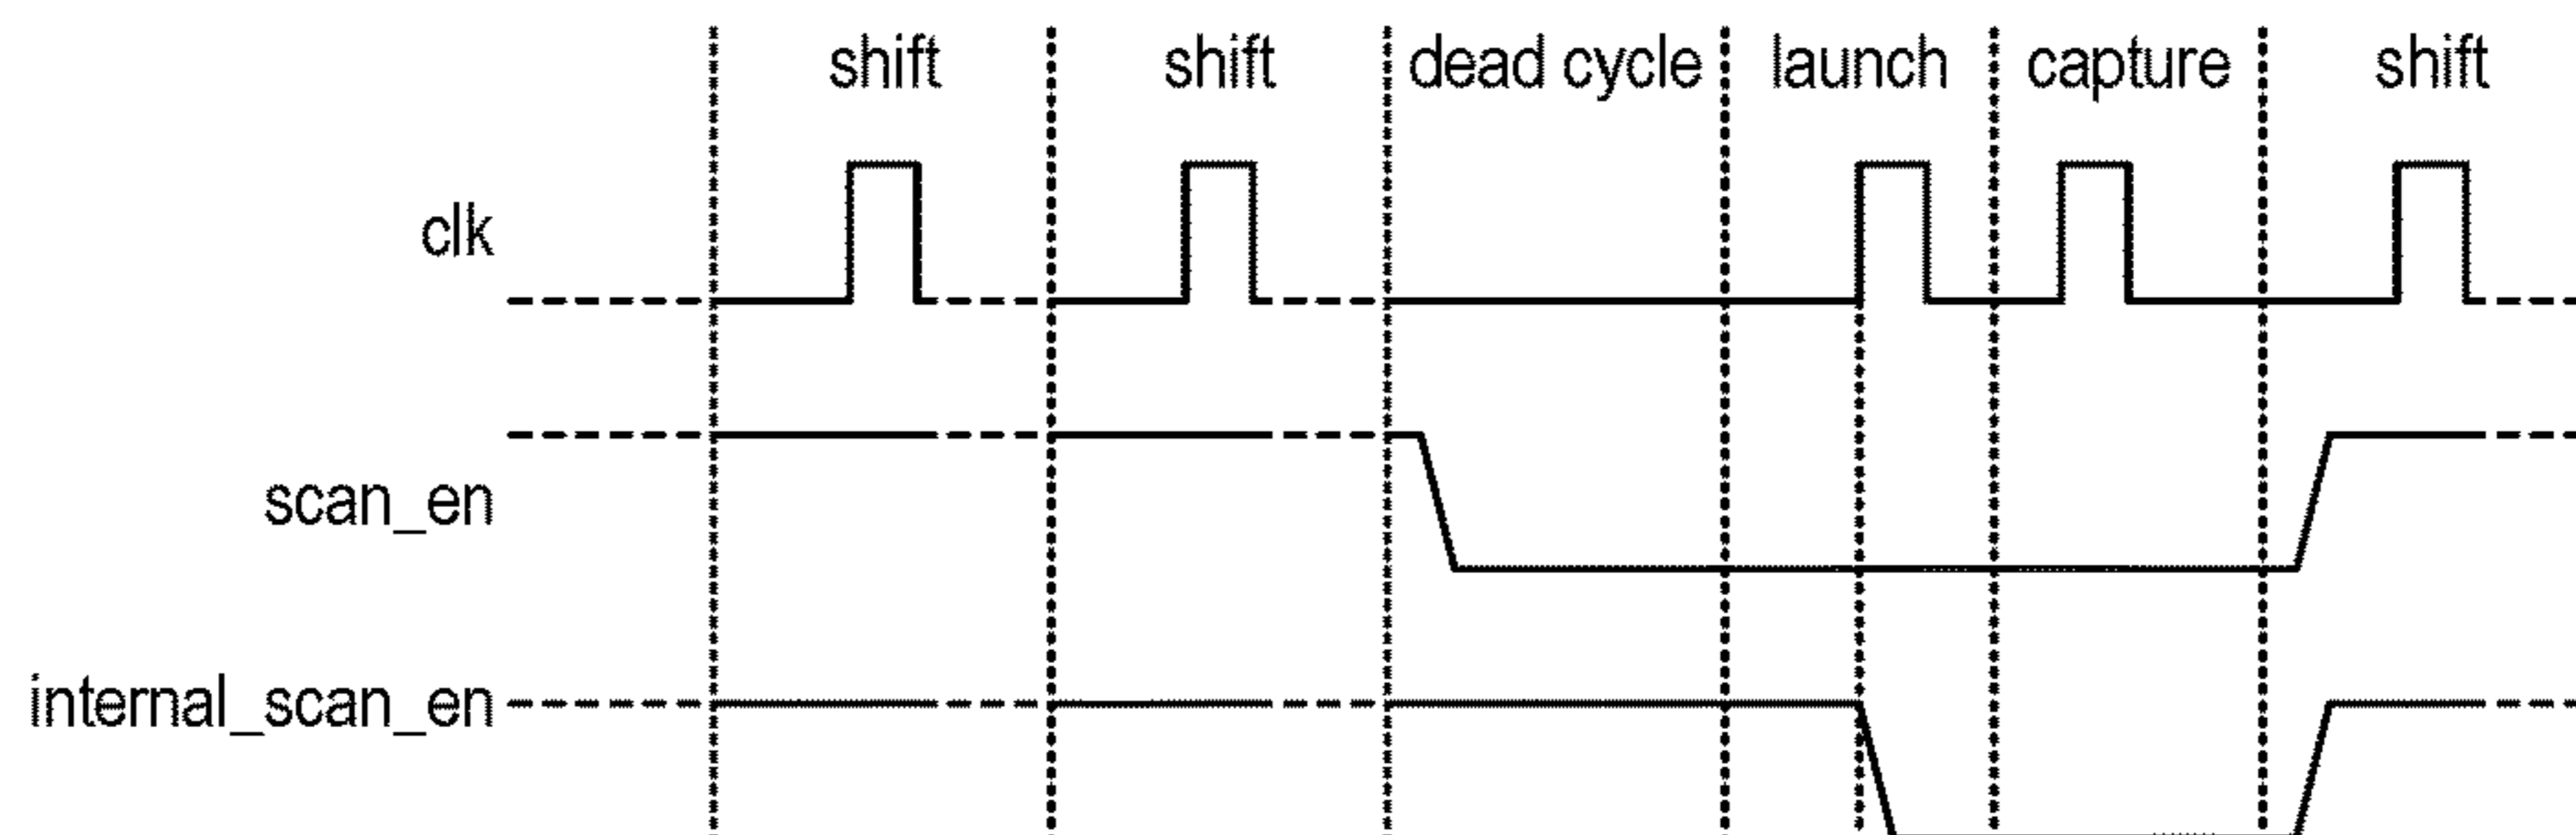 shift shift dead cycle launch capture shift
clk
scan_en
internal_scan_en